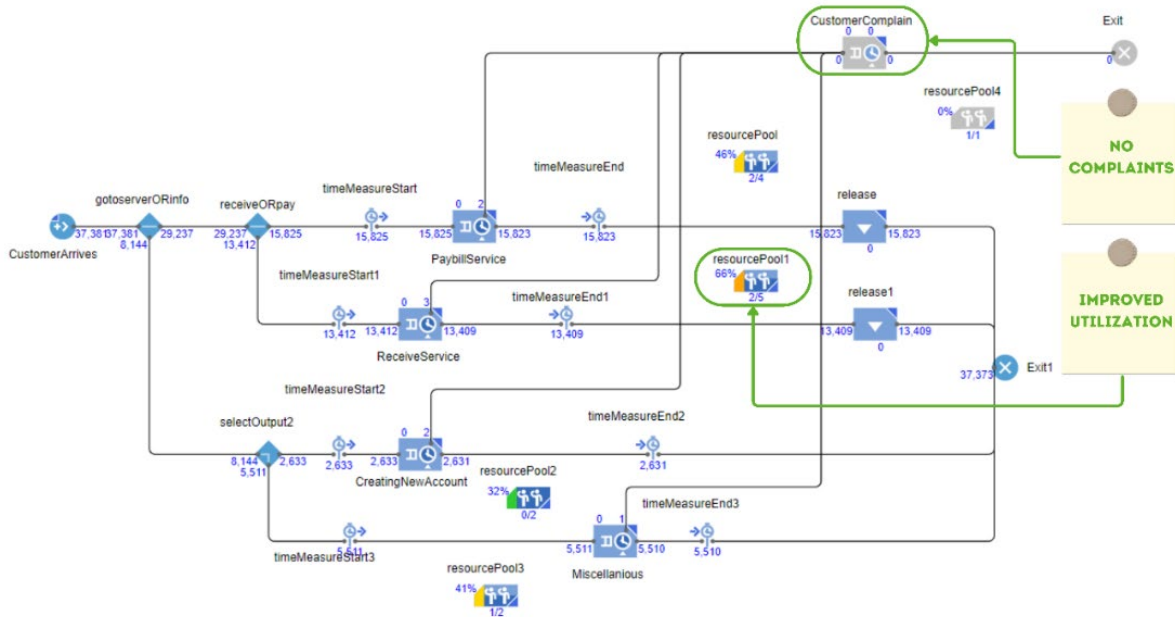 CustomerComplain
0 0
0 0
Exit
0
resourcePool4
0%
1/1
NO
COMPLAINTS
resourcePool
46%
2/4
timeMeasureEnd
15,823
timeMeasureStart
15,825
gotoserverORinfo
receiveORpay
CustomerArrives
37,381
37,381 29,237
8,144
29,237 15,825
13,412
0 2
15,825 15,823
PaybillService
release
15,823 15,823
0
resourcePool1
66%
2/5
timeMeasureStart1
13,412
0 3
13,412 13,409
ReceiveService
timeMeasureEnd1
13,409
release1
13,409 13,409
0
IMPROVED
UTILIZATION
37,373
Exit1
timeMeasureStart2
2,633
selectOutput2
8,144 2,633
5,511
0 2
2,633 2,631
CreatingNewAccount
timeMeasureEnd2
2,631
resourcePool2
32%
0/2
timeMeasureEnd3
5,510
timeMeasureStart3
5,511
0 1
5,511 5,510
Miscellanious
resourcePool3
41%
1/2